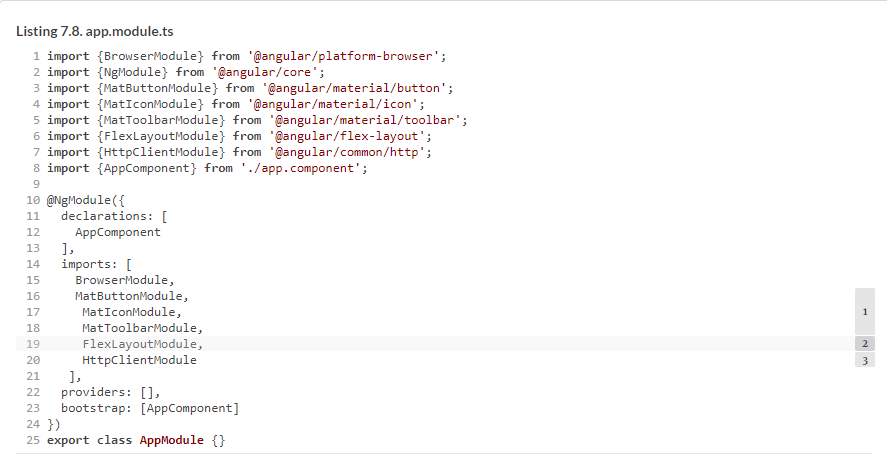 Listing 7.8. app.module.ts
1 import {BrowserModule} from '@angular/platform-browser';
2 import {NgModule} from '@angular/core';
3 import {MatButtonModule} from '@angular/material/button';
4 import {MatIconModule} from '@angular/material/icon';
5 import {MatToolbarModule} from '@angular/material/toolbar';
6 import {FlexLayoutModule} from '@angular/flex-layout';
7 import {HttpClientModule} from '@angular/common/http';
8 import {AppComponent} from './app.component';
9
10 @NgModule({
11   declarations: [
12     AppComponent
13   ],
14   imports: [
15     BrowserModule,
16     MatButtonModule,
17      MatIconModule, 1
18      MatToolbarModule,
19      FlexLayoutModule, 2
20      HttpClientModule 3
21    ],
22   providers: [],
23   bootstrap: [AppComponent]
24 })
25 export class AppModule {}